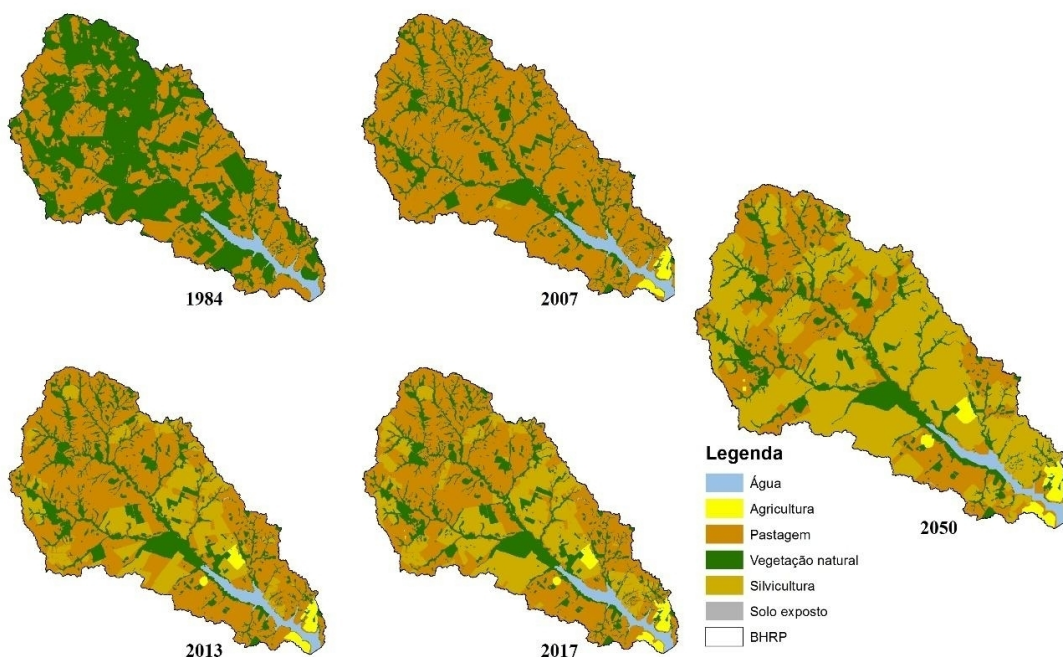 1984
2007
2013
2017
2050
Legenda
Água
Agricultura
Pastagem
Vegetação natural
Silvicultura
Solo exposto
BHRP